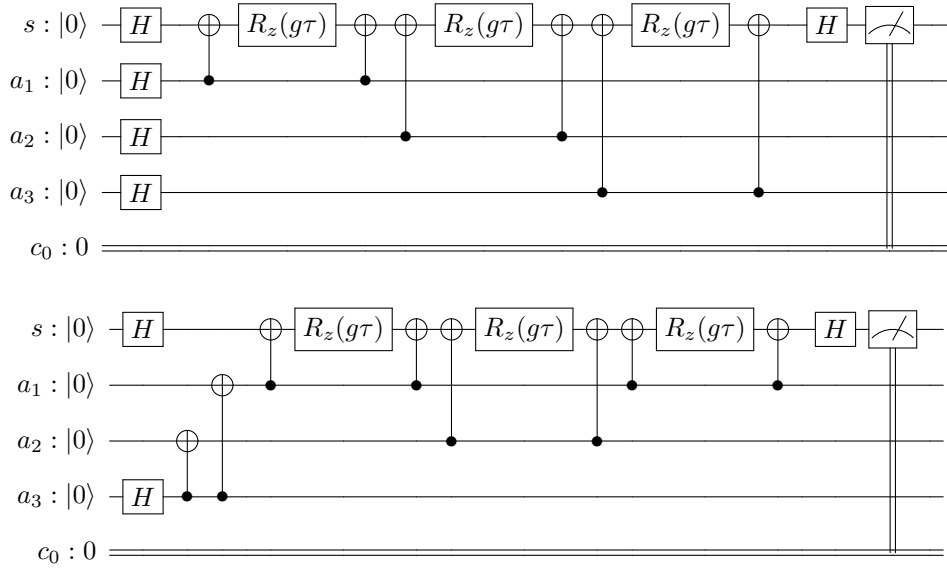 s : |0⟩ H R_z(gτ) R_z(gτ) R_z(gτ) H
a_1 : |0⟩ H
a_2 : |0⟩ H
a_3 : |0⟩ H
c_0 : 0
s : |0⟩ H R_z(gτ) R_z(gτ) R_z(gτ) H
a_1 : |0⟩
a_2 : |0⟩
a_3 : |0⟩ H
c_0 : 0